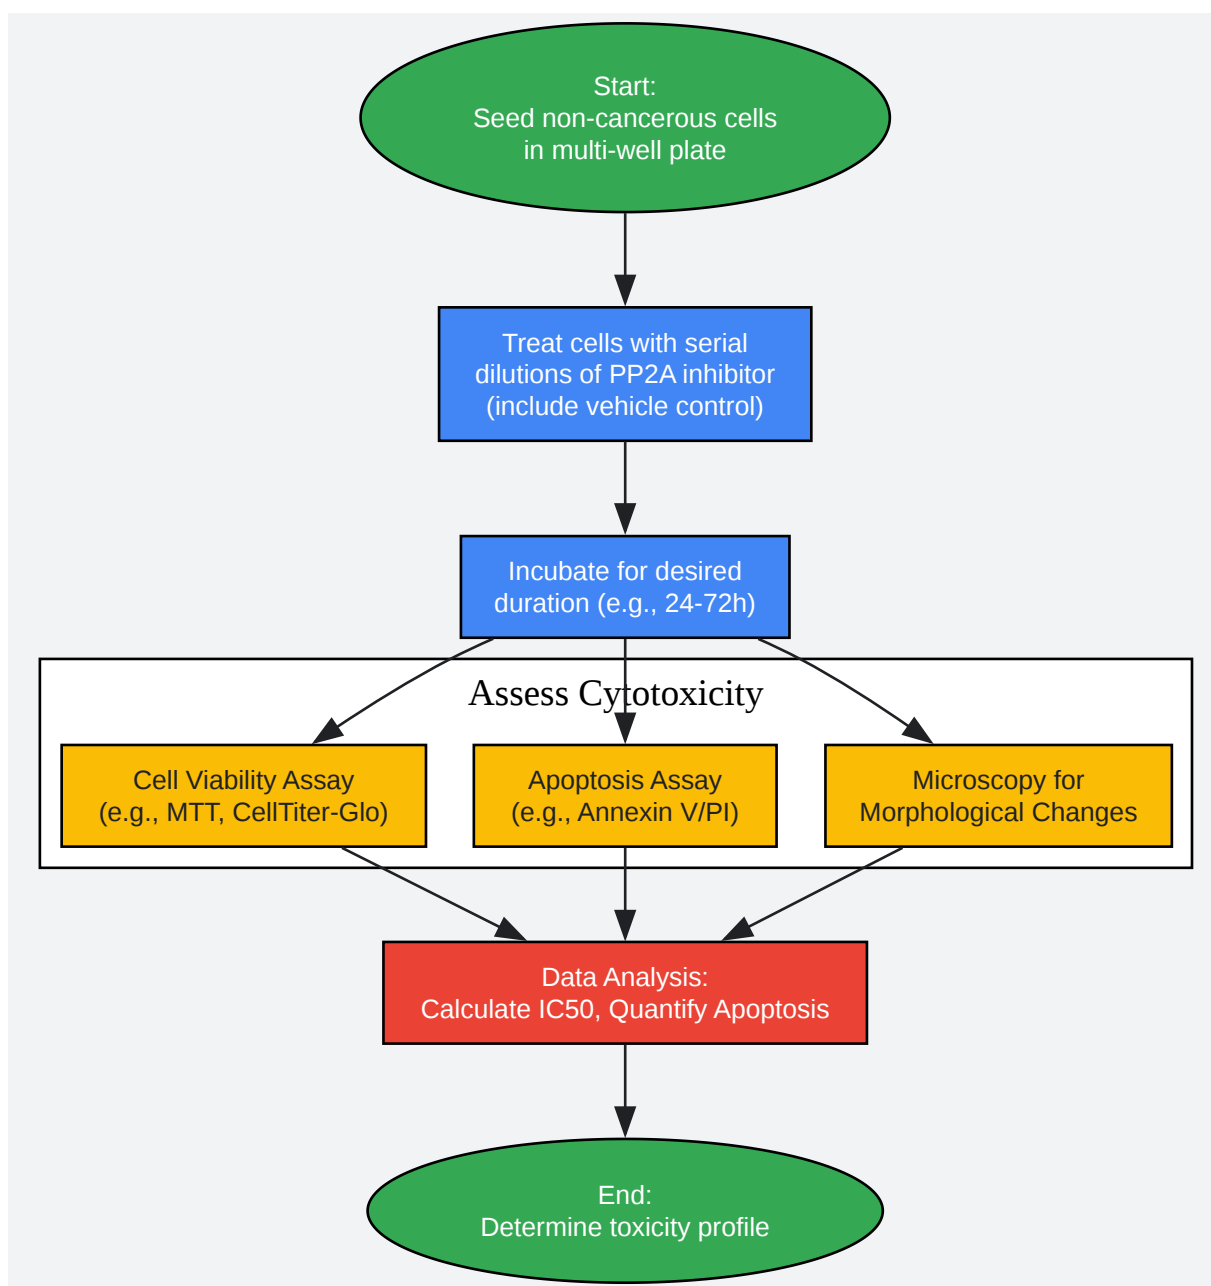 Start:
Seed non-cancerous cells
in multi-well plate
Treat cells with serial
dilutions of PP2A inhibitor
(include vehicle control)
Incubate for desired
duration (e.g., 24-72h)
Assess Cytotoxicity
Cell Viability Assay
(e.g., MTT, CellTiter-Glo)
Apoptosis Assay
(e.g., Annexin V/PI)
Microscopy for
Morphological Changes
Data Analysis:
Calculate IC50, Quantify Apoptosis
End:
Determine toxicity profile